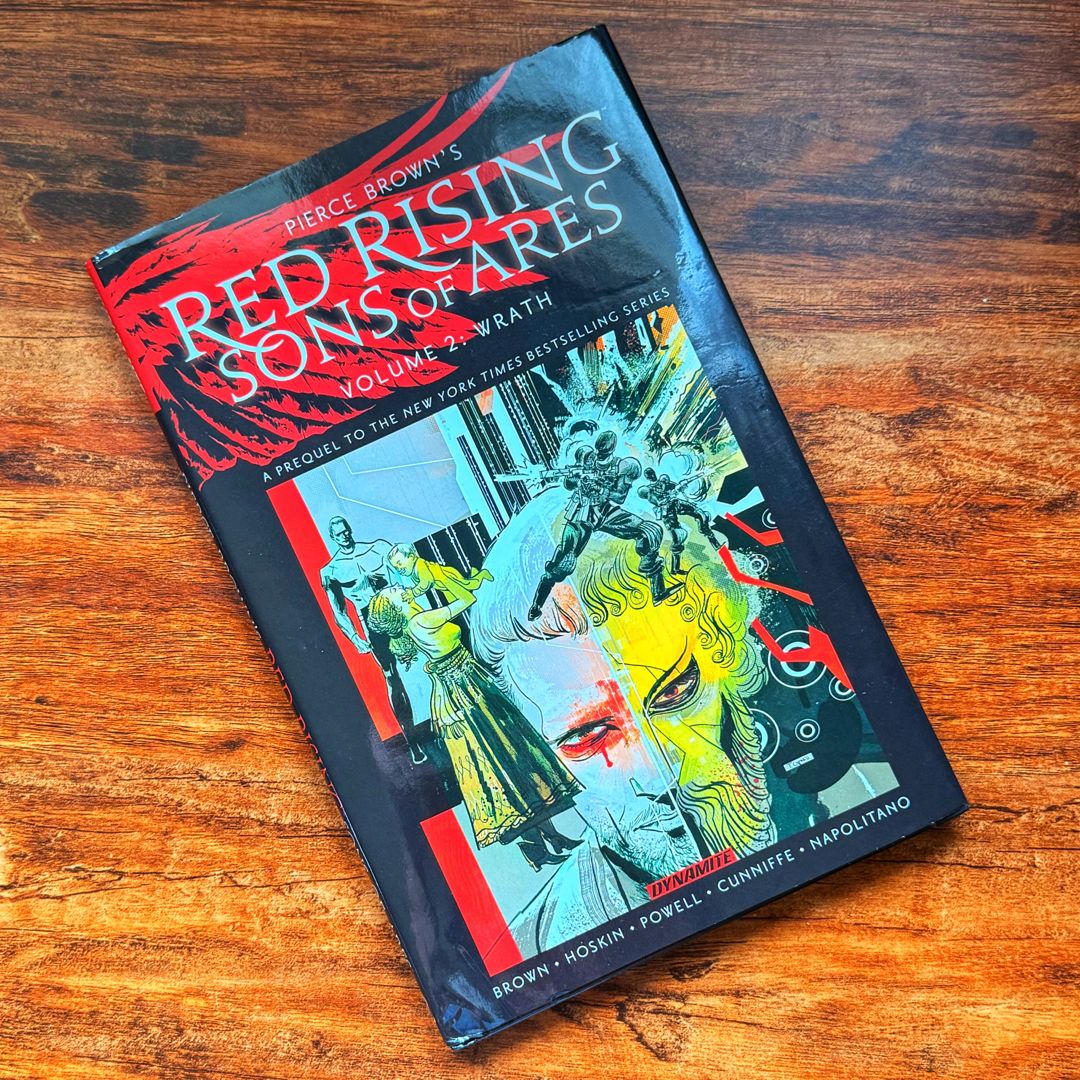 PIERCE BROWN'S
RED RISING
SONS OF ARES
VOLUME 2: WRATH
A PREQUEL TO THE NEW YORK TIMES BESTSELLING SERIES
DYNAMITE
BROWN • HOSKIN • POWELL • CUNNIFFE • NAPOLITANO